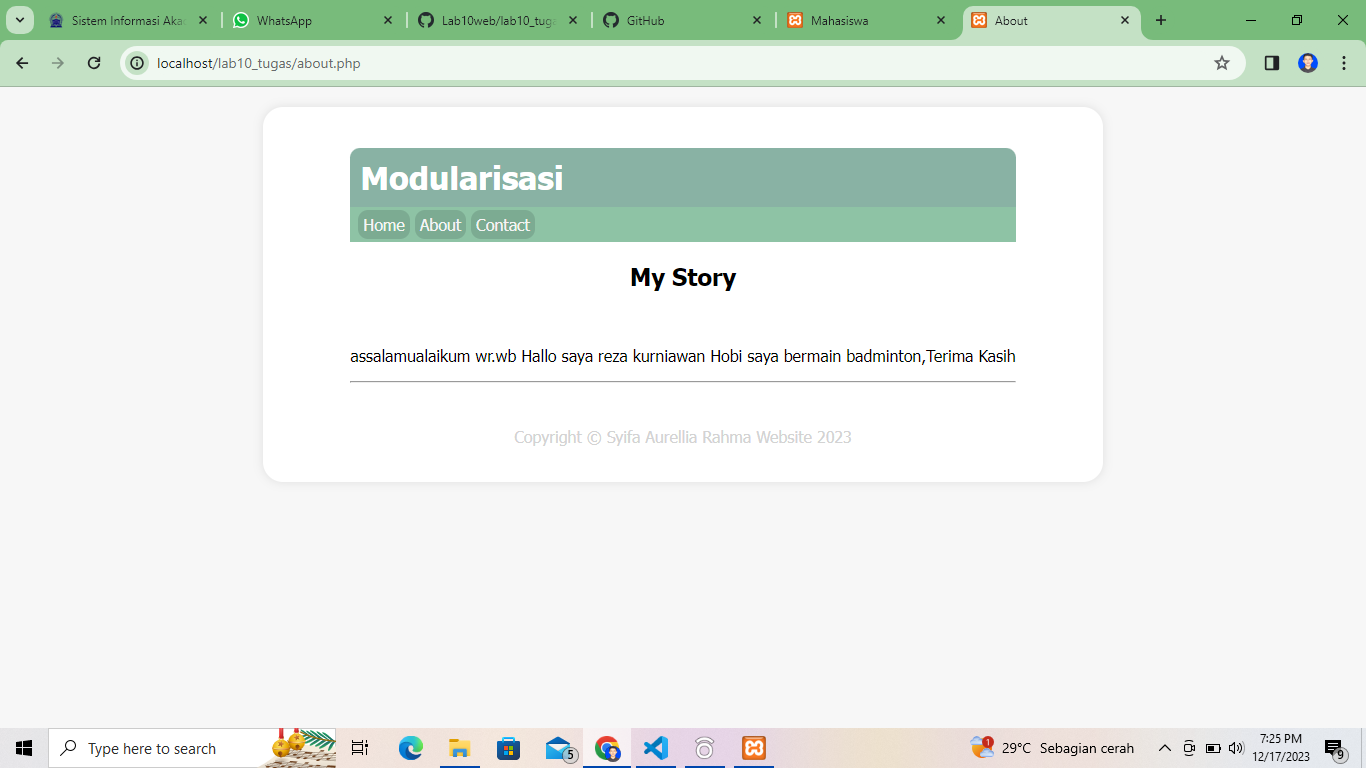 Sistem Informasi Akad
WhatsApp
Lab10web/lab10_tuga
GitHub
Mahasiswa
About
localhost/lab10_tugas/about.php
Modularisasi
Home About Contact
My Story
assalamualaikum wr.wb Hallo saya reza kurniawan Hobi saya bermain badminton,Terima Kasih
Copyright © Syifa Aurellia Rahma Website 2023
Type here to search
5
1
29°C Sebagian cerah
7:25 PM
12/17/2023
9